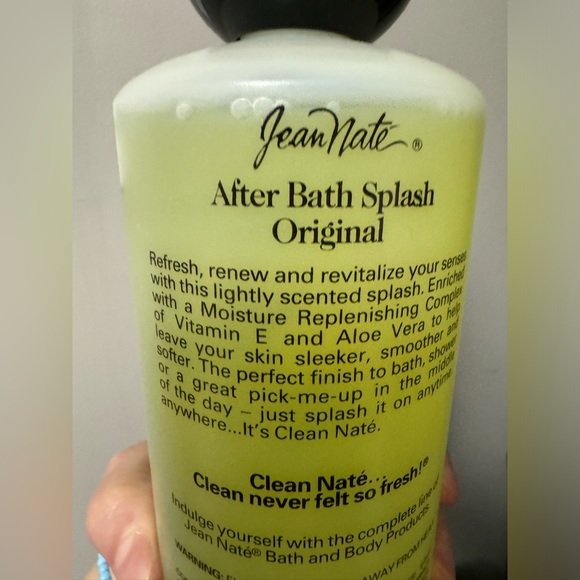 Jean Naté ®
After Bath Splash
Original
Refresh, renew and revitalize your senses
with this lightly scented splash. Enriched
with a Moisture Replenishing Complex
of Vitamin E and Aloe Vera to help
leave your skin sleeker, smoother and
softer. The perfect finish to bath, shower
or a great pick-me-up in the middle
of the day – just splash it on anytime,
anywhere...It's Clean Naté.
Clean Naté...
Clean never felt so fresh!®
Indulge yourself with the complete line of
Jean Naté® Bath and Body Products.
WARNING: AWAY FROM